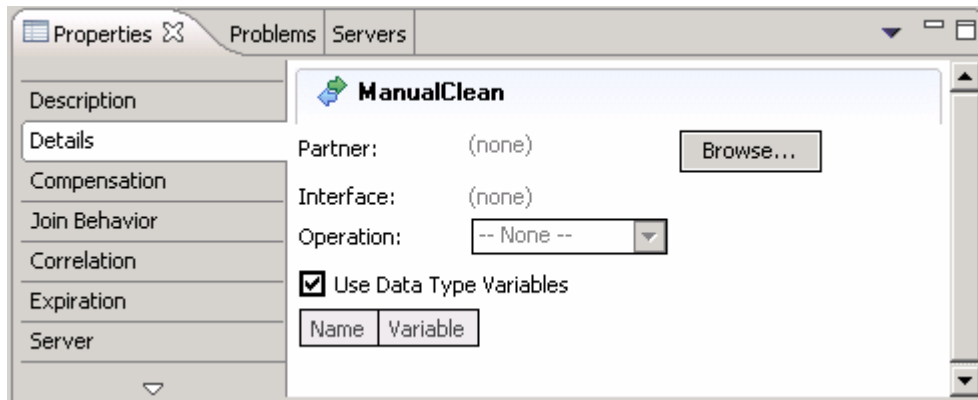 Properties Problems Servers
Description
Details
Compensation
Join Behavior
Correlation
Expiration
Server
ManualClean
Partner: (none) Browse...
Interface: (none)
Operation: -- None --
Use Data Type Variables
Name Variable